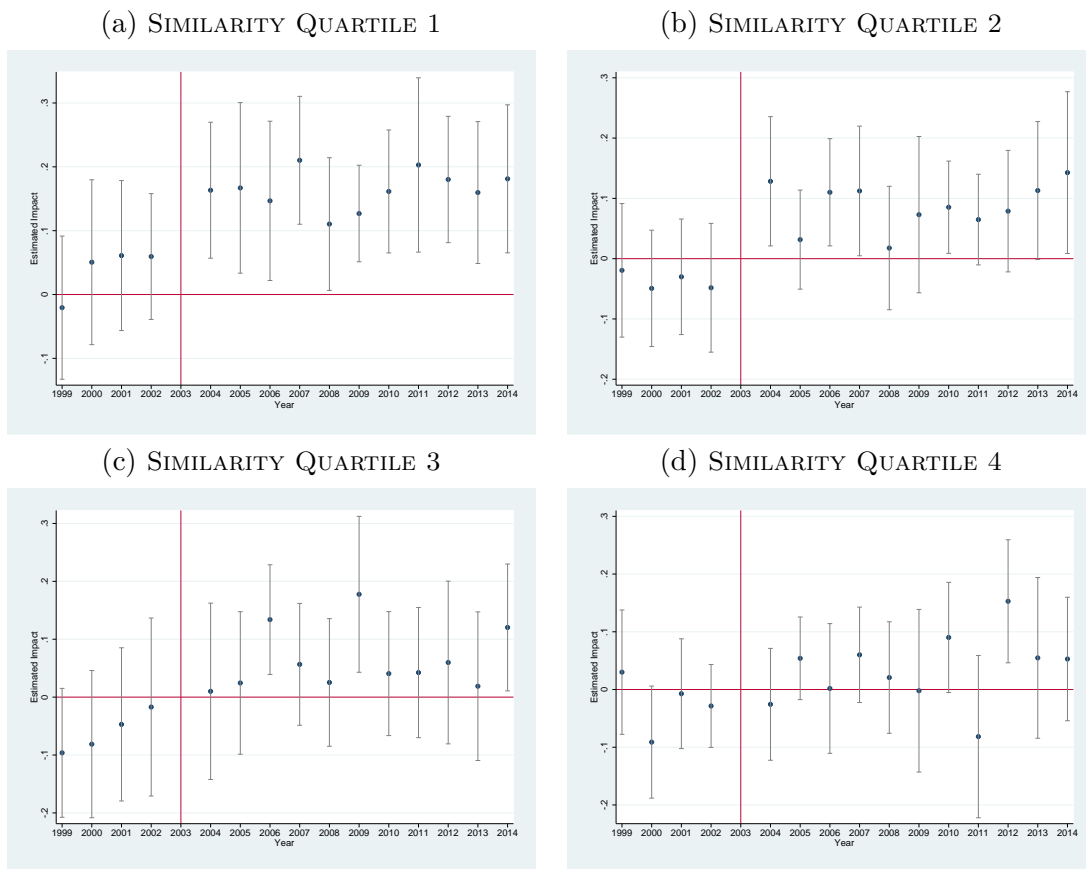 (a) SIMILARITY QUARTILE 1
Estimated Impact
.3
.2
.1
0
-.1
1999 2000 2001 2002 2003 2004 2005 2006 2007 2008 2009 2010 2011 2012 2013 2014
Year
(b) SIMILARITY QUARTILE 2
Estimated Impact
.3
.2
.1
0
-.1
-.2
1999 2000 2001 2002 2003 2004 2005 2006 2007 2008 2009 2010 2011 2012 2013 2014
Year
(c) SIMILARITY QUARTILE 3
Estimated Impact
.3
.2
.1
0
-.1
-.2
1999 2000 2001 2002 2003 2004 2005 2006 2007 2008 2009 2010 2011 2012 2013 2014
Year
(d) SIMILARITY QUARTILE 4
Estimated Impact
.3
.2
.1
0
-.1
-.2
1999 2000 2001 2002 2003 2004 2005 2006 2007 2008 2009 2010 2011 2012 2013 2014
Year